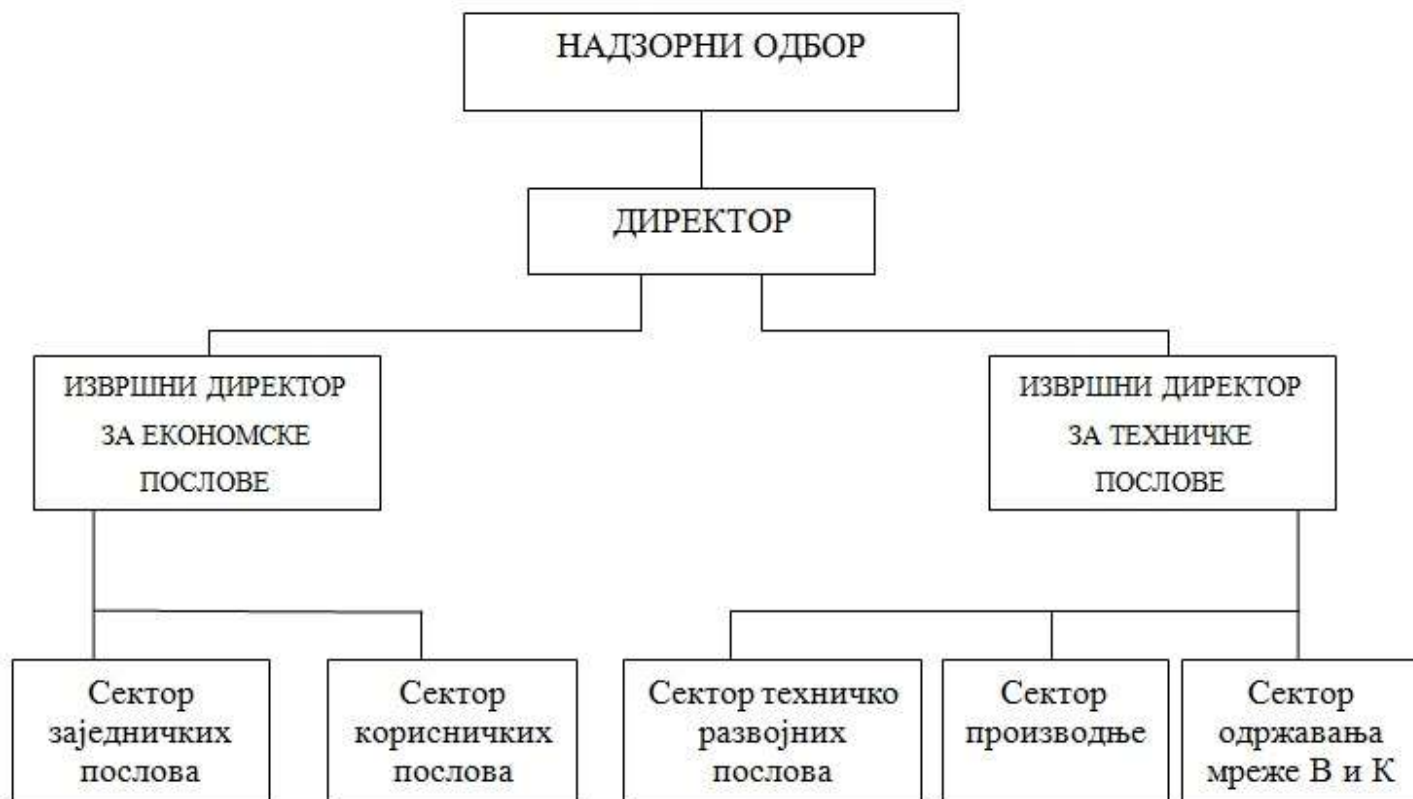 НАДЗОРНИ ОДБОР
ДИРЕКТОР
ИЗВРШНИ ДИРЕКТОР
ЗА ЕКОНОМСКЕ
ПОСЛОВЕ
ИЗВРШНИ ДИРЕКТОР
ЗА ТЕХНИЧКЕ
ПОСЛОВЕ
Сектор
заједничких
послова
Сектор
корисничких
послова
Сектор техничко
развојних
послова
Сектор
производње
Сектор
одржавања
мреже В и К